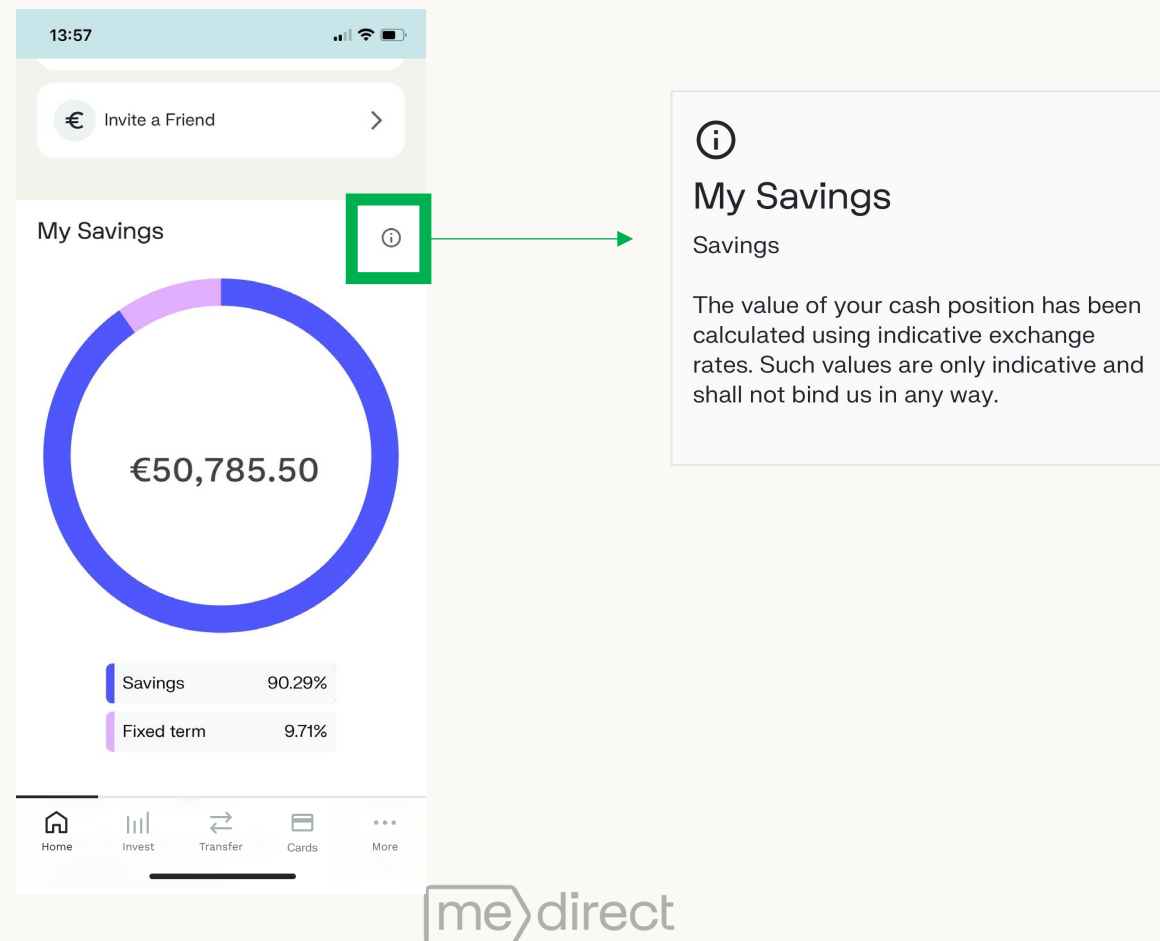 13:57
€ Invite a Friend
My Savings
€50,785.50
Savings 90.29%
Fixed term 9.71%
Home Invest Transfer Cards More
My Savings
Savings
The value of your cash position has been
calculated using indicative exchange
rates. Such values are only indicative and
shall not bind us in any way.
me direct